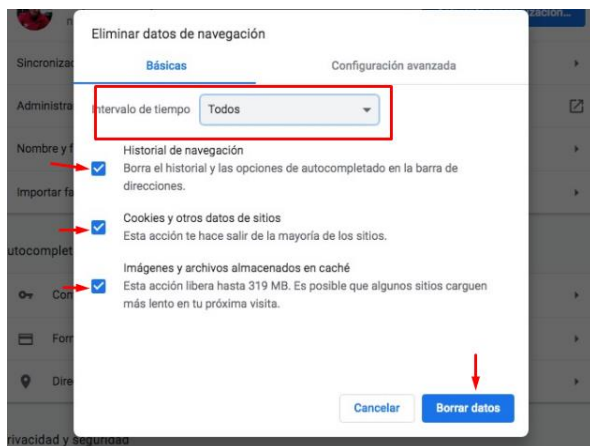 Eliminar datos de navegación
Básicas
Configuración avanzada
Intervalo de tiempo Todos
Historial de navegación
Borra el historial y las opciones de autocompletado en la barra de
direcciones.
Cookies y otros datos de sitios
Esta acción te hace salir de la mayoría de los sitios.
Imágenes y archivos almacenados en caché
Esta acción libera hasta 319 MB. Es posible que algunos sitios carguen
más lento en tu próxima visita.
Cancelar
Borrar datos
Sincroniza
Administra
Nombre y f
Importar fa
utocomplet
Con
Form
Dire
rivacidad y seguridad